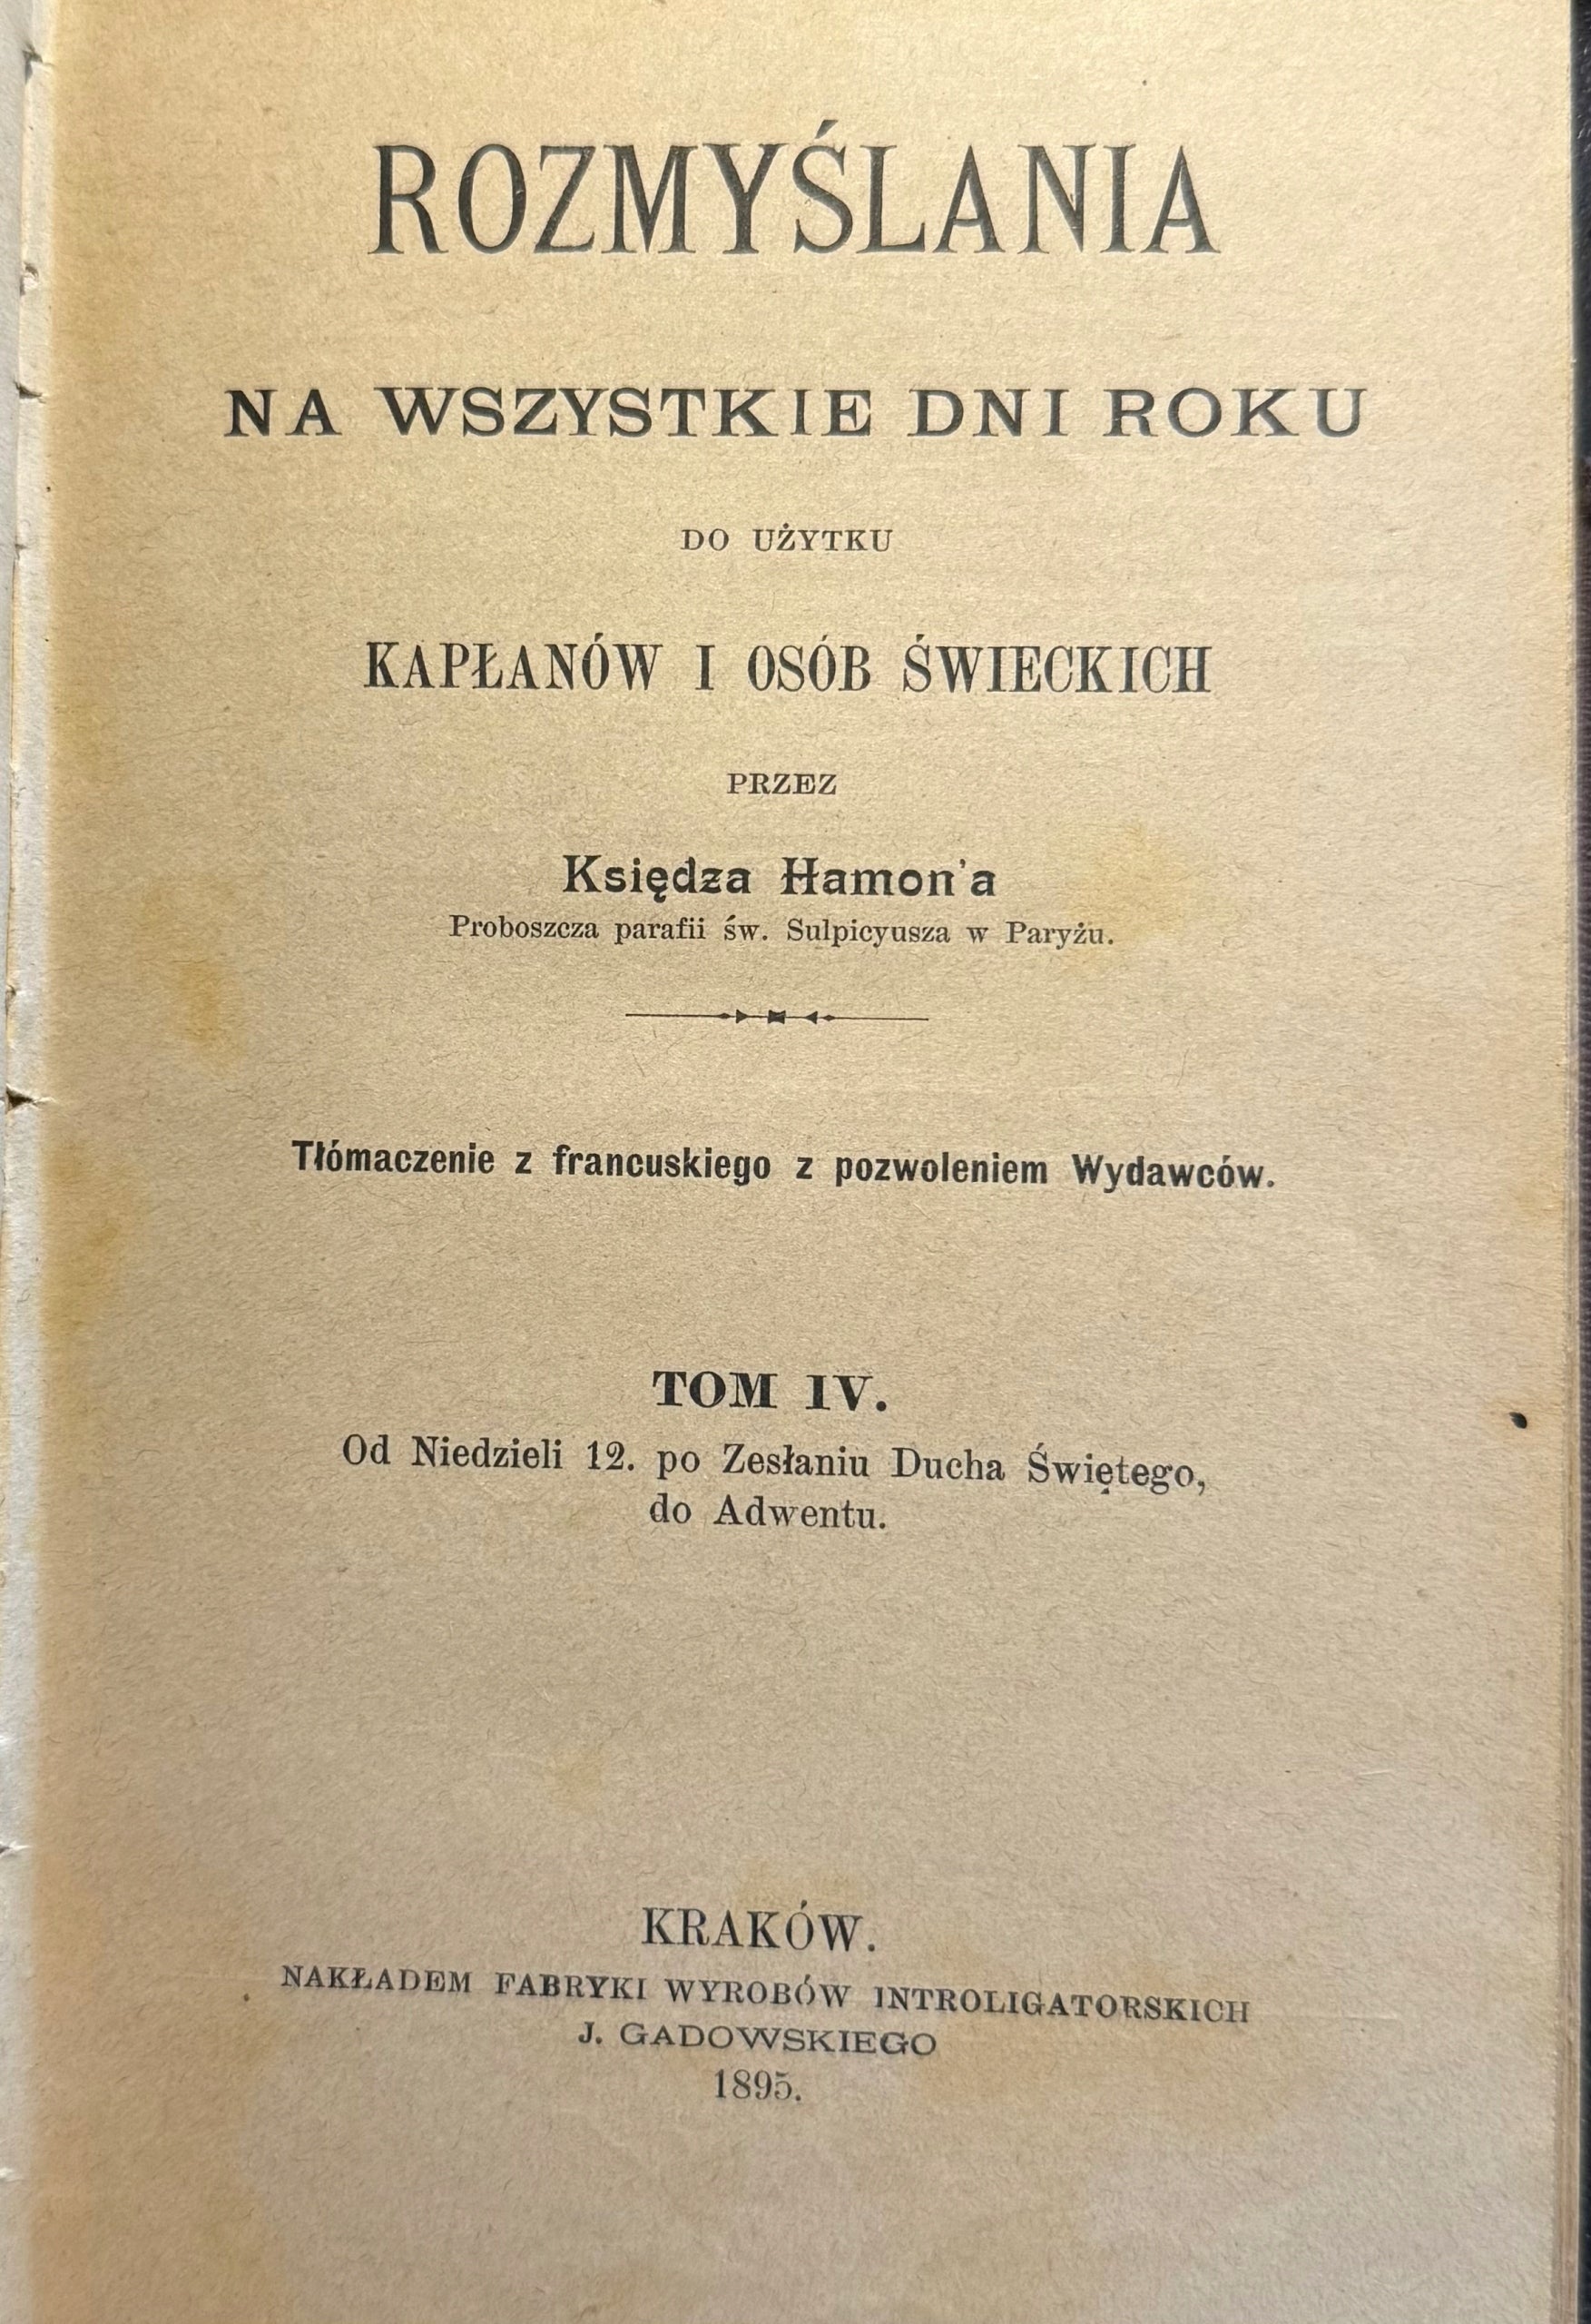 ROZMYŚLANIA
NA WSZYSTKIE DNI ROKU
DO UŻYTKU
KAPŁANÓW I OSÓB ŚWIECKICH
PRZEZ
Księdza Hamon'a
Proboszcza parafii św. Sulpicyusza w Paryżu.
Tłómaczenie z francuskiego z pozwoleniem Wydawców.
TOM IV.
Od Niedzieli 12. po Zesłaniu Ducha Świętego,
do Adwentu.
KRAKÓW.
NAKŁADEM FABRYKI WYROBÓW INTROLIGATORSKICH
J. GADOWSKIEGO
1895.